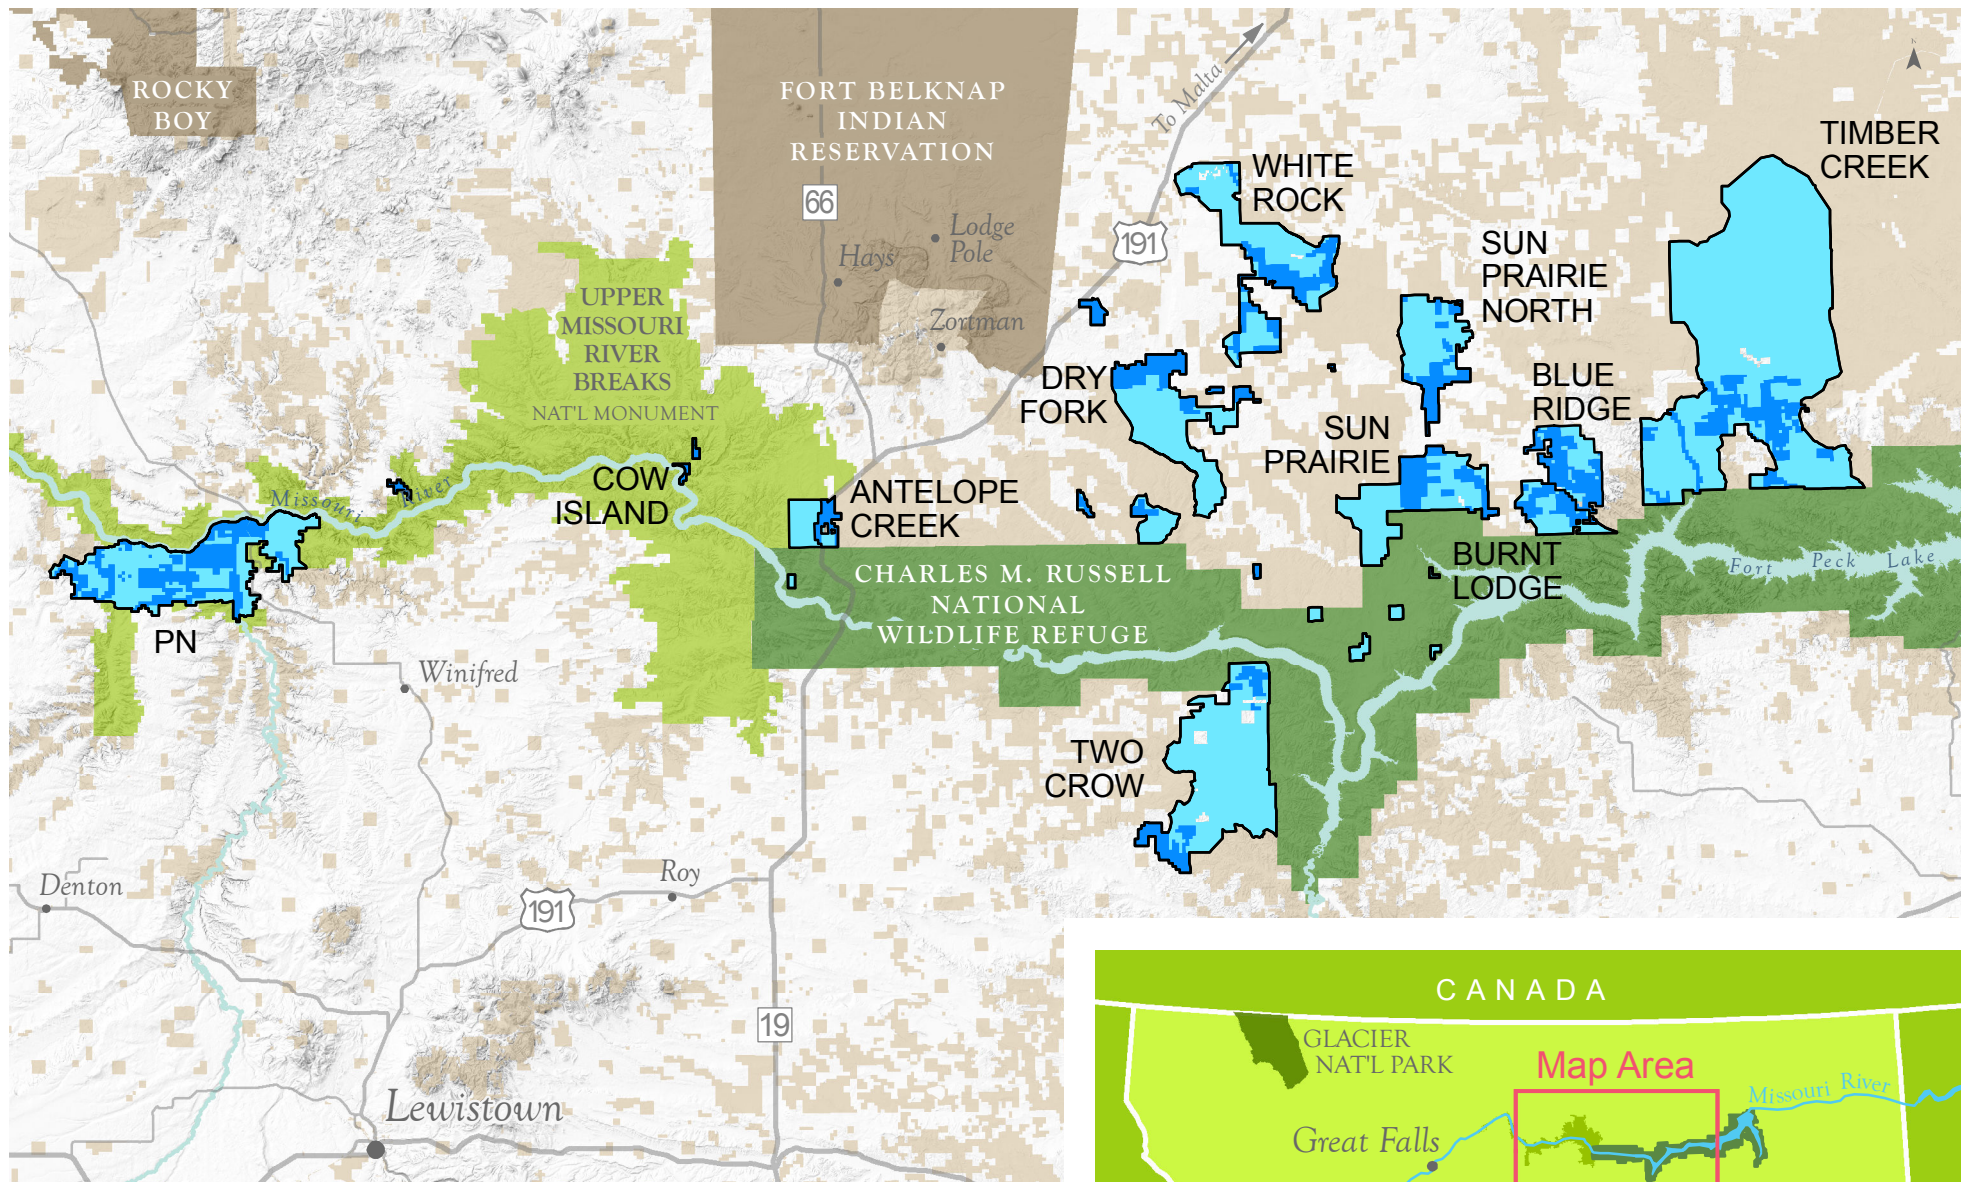 ROCKY
BOY
FORT BELKNAP
INDIAN
RESERVATION
66
Hays
Lodge
Pole
Zortman
To Malta
191
WHITE
ROCK
TIMBER
CREEK
SUN
PRAIRIE
NORTH
UPPER
MISSOURI
RIVER
BREAKS
NAT'L MONUMENT
DRY
FORK
BLUE
RIDGE
SUN
PRAIRIE
COW
ISLAND
ANTELOPE
CREEK
Missouri River
BURNT
LODGE
CHARLES M. RUSSELL
NATIONAL
WILDLIFE REFUGE
Fort Peck Lake
PN
Winifred
TWO
CROW
Denton
191
Roy
19
Lewistown
CANADA
GLACIER
NAT'L PARK
Map Area
Missouri River
Great Falls